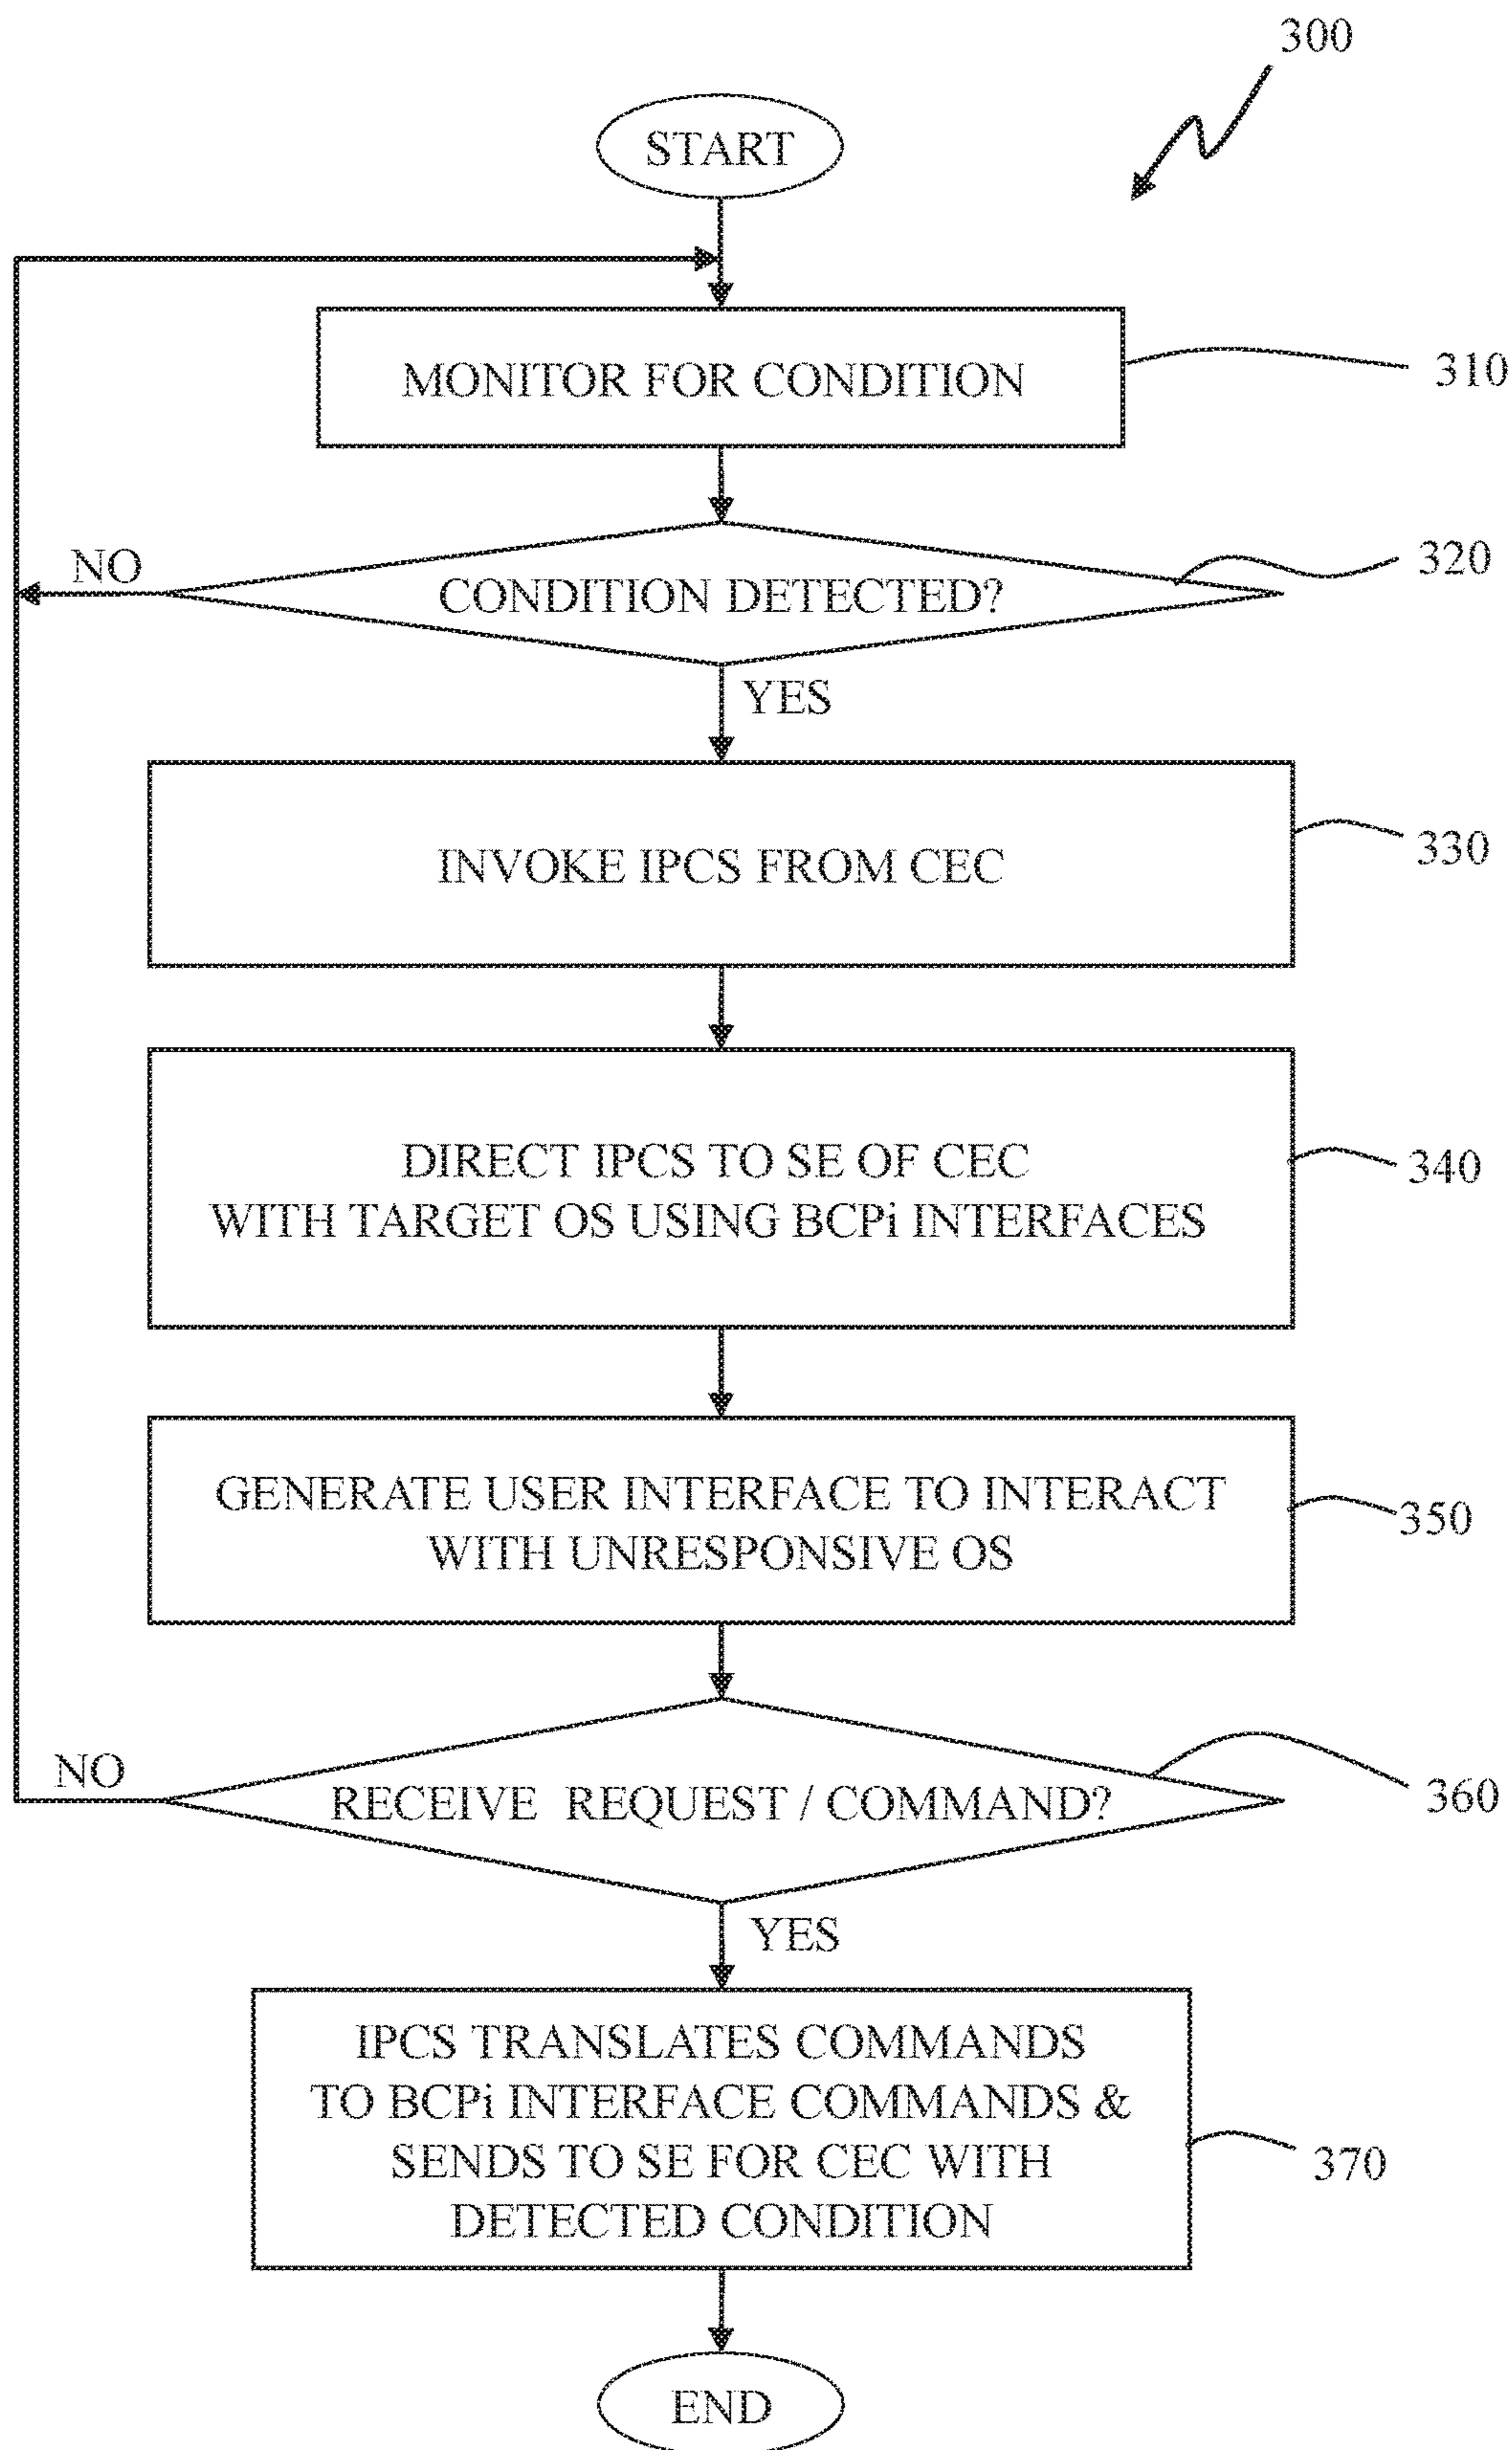 300
START
MONITOR FOR CONDITION
310
NO
CONDITION DETECTED?
320
YES
INVOKE IPCS FROM CEC
330
DIRECT IPCS TO SE OF CEC
WITH TARGET OS USING BCPi INTERFACES
340
GENERATE USER INTERFACE TO INTERACT
WITH UNRESPONSIVE OS
350
NO
RECEIVE REQUEST / COMMAND?
360
YES
IPCS TRANSLATES COMMANDS
TO BCPi INTERFACE COMMANDS &
SENDS TO SE FOR CEC WITH
DETECTED CONDITION
370
END